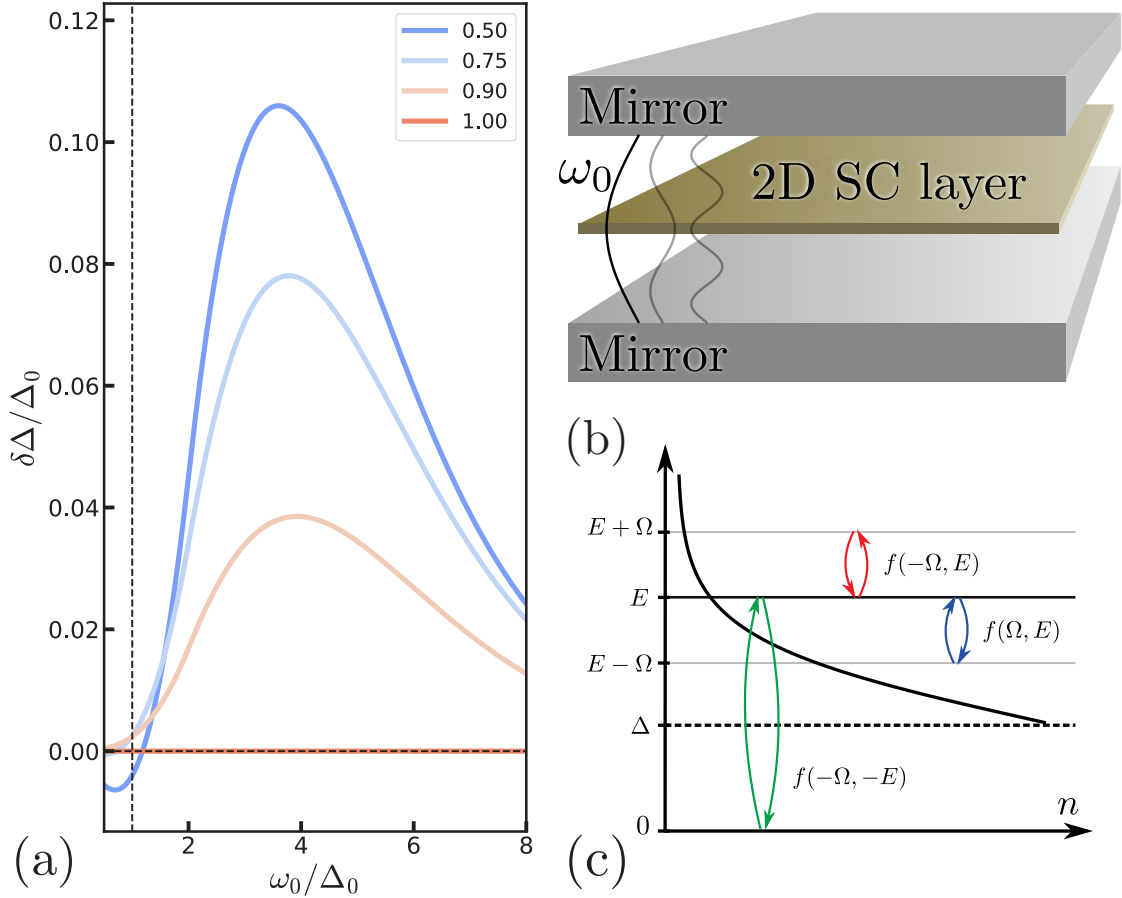 0.12
0.10
0.08
0.06
0.04
0.02
0.00
δΔ/Δ₀
0.50
0.75
0.90
1.00
2
4
6
8
ω₀/Δ₀
(a)
Mirror
ω₀
2D SC layer
Mirror
(b)
E + Ω
f(−Ω, E)
E
f(Ω, E)
E − Ω
Δ
f(−Ω, −E)
n
0
(c)